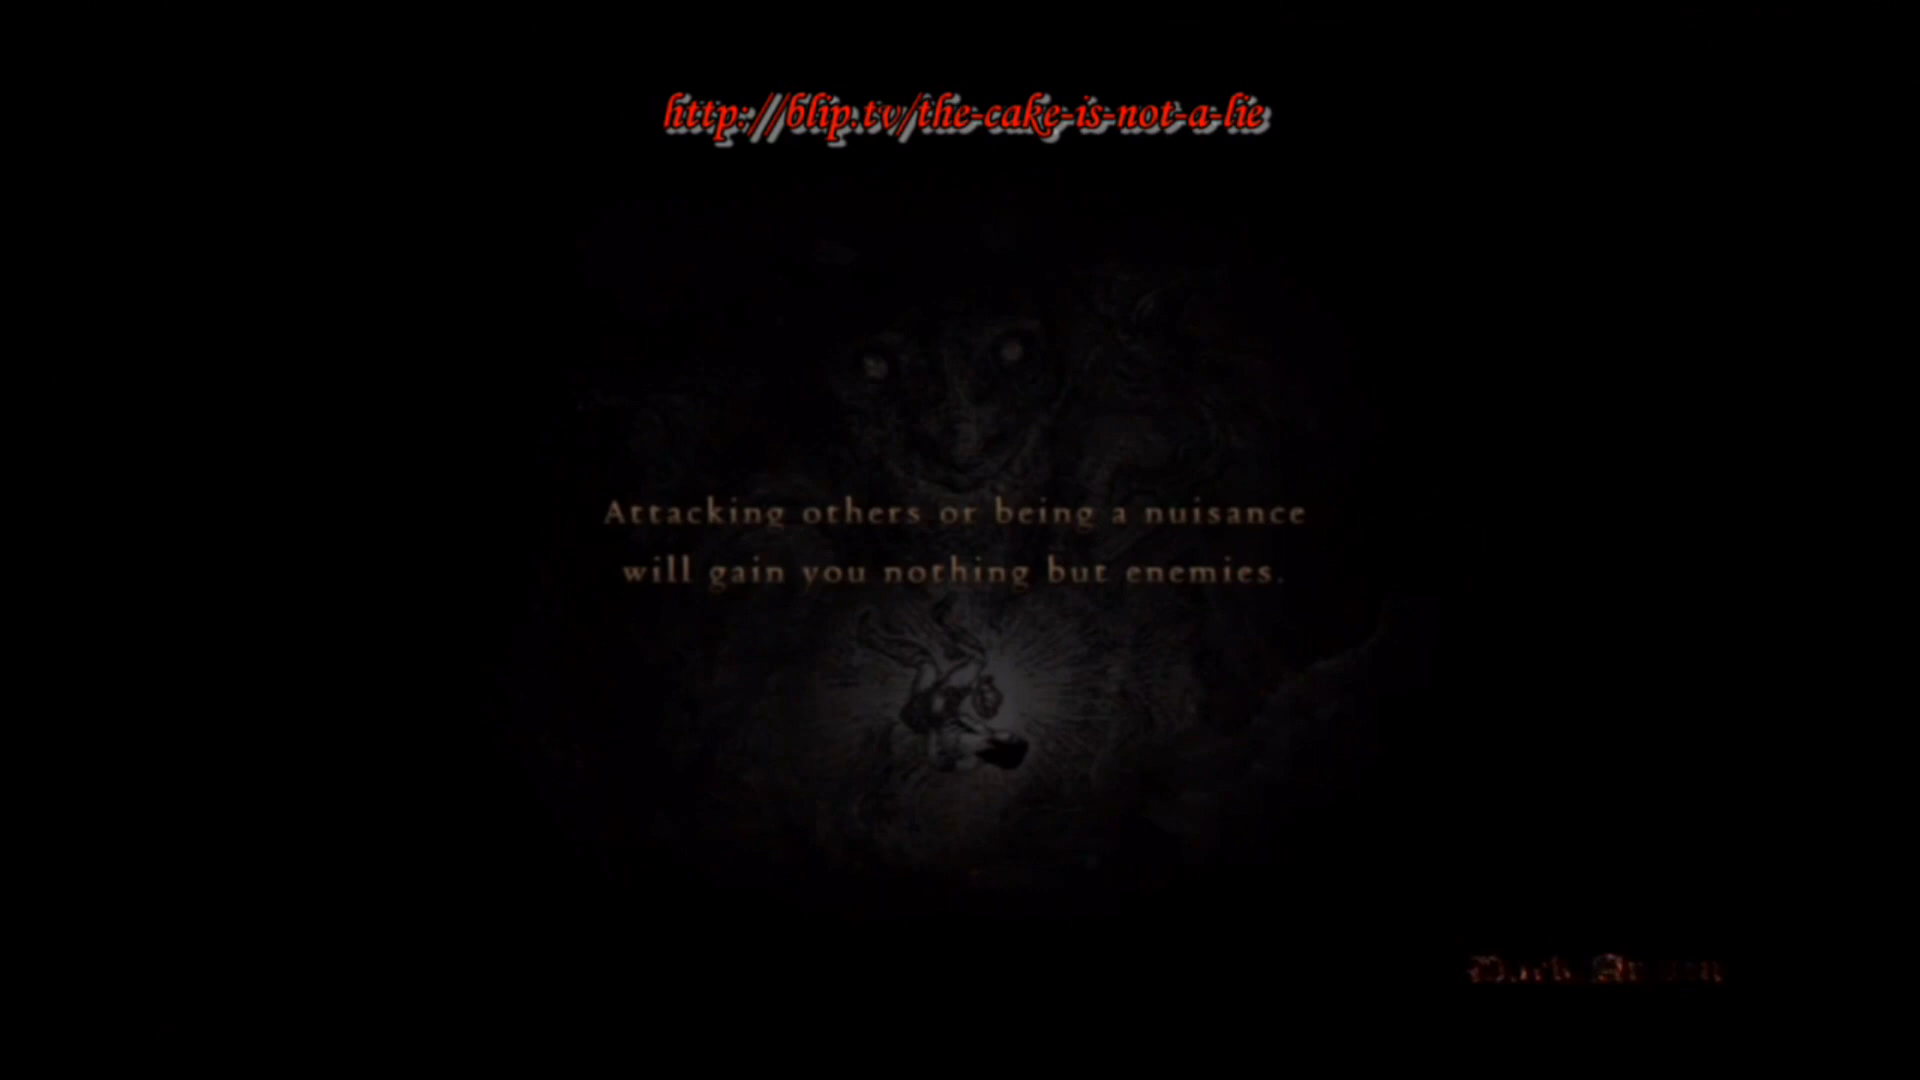 http://blip.tv/the-cake-is-not-a-lie
Attacking others or being a nuisance
will gain you nothing but enemies.
Dark